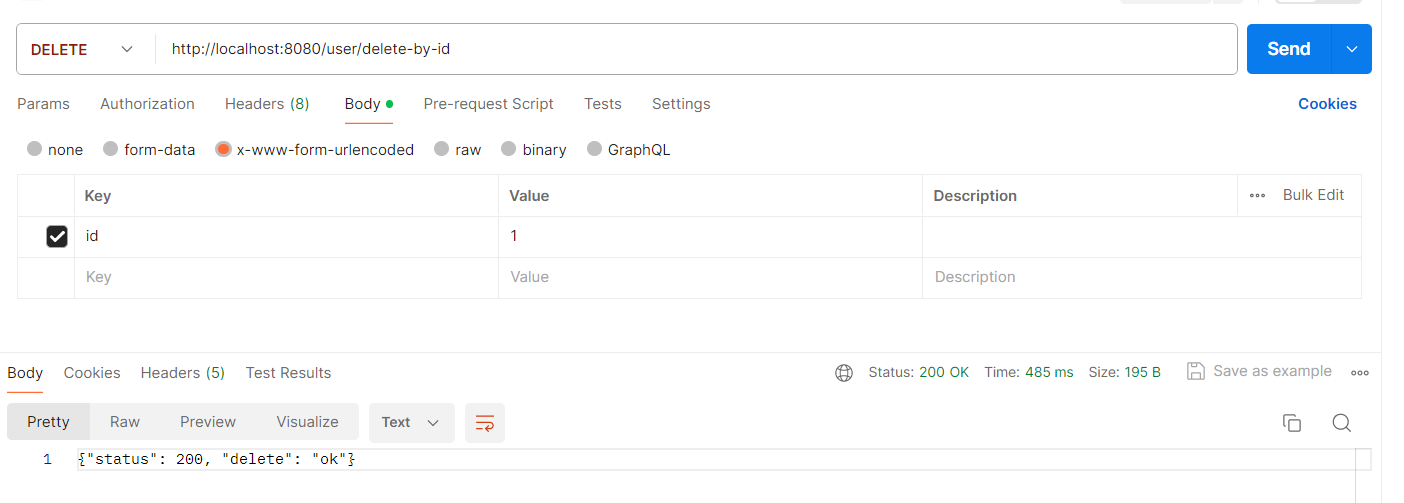 DELETE http://localhost:8080/user/delete-by-id Send
Params Authorization Headers (8) Body Pre-request Script Tests Settings Cookies
none form-data x-www-form-urlencoded raw binary GraphQL
Key Value Description Bulk Edit
id 1
Key Value Description
Body Cookies Headers (5) Test Results Status: 200 OK Time: 485 ms Size: 195 B Save as example
Pretty Raw Preview Visualize Text
1 {"status": 200, "delete": "ok"}